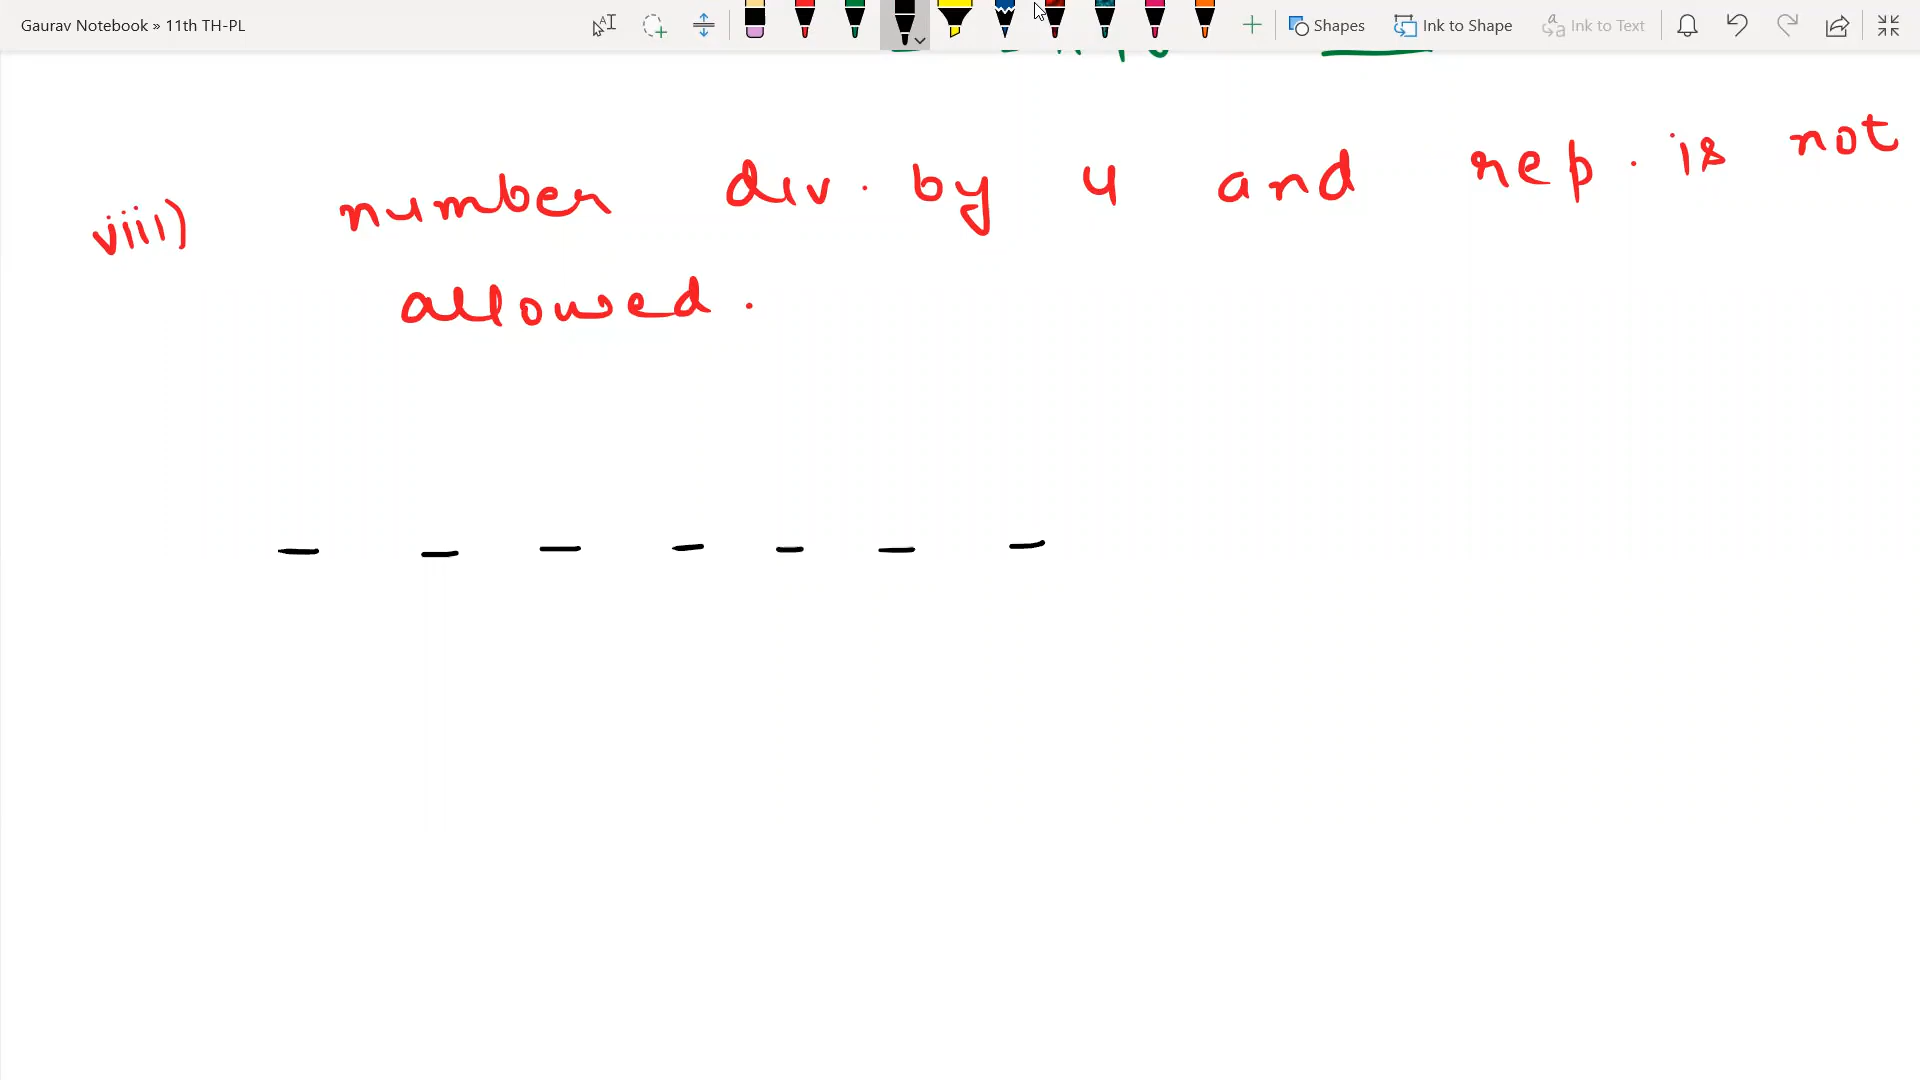 Gaurav Notebook » 11th TH-PL
Shapes
Ink to Shape
Ink to Text
viii) number div. by 4 and rep. is not
allowed.